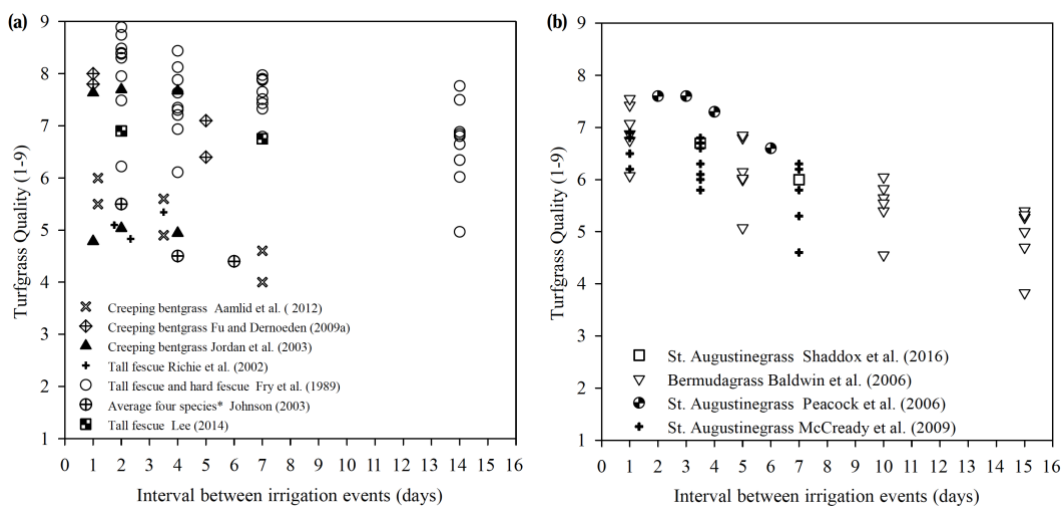 (a)
9
8
7
6
5
4
3
2
1
Turfgrass Quality (1-9)
Creeping bentgrass Aamlid et al. ( 2012)
Creeping bentgrass Fu and Dernoeden (2009a)
Creeping bentgrass Jordan et al. (2003)
Tall fescue Richie et al. (2002)
Tall fescue and hard fescue Fry et al. (1989)
Average four species* Johnson (2003)
Tall fescue Lee (2014)
0 1 2 3 4 5 6 7 8 9 10 11 12 13 14 15 16
Interval between irrigation events (days)
(b)
9
8
7
6
5
4
3
2
1
Turfgrass Quality (1-9)
St. Augustinegrass Shaddox et al. (2016)
Bermudagrass Baldwin et al. (2006)
St. Augustinegrass Peacock et al. (2006)
St. Augustinegrass McCready et al. (2009)
0 1 2 3 4 5 6 7 8 9 10 11 12 13 14 15 16
Interval between irrigation events (days)